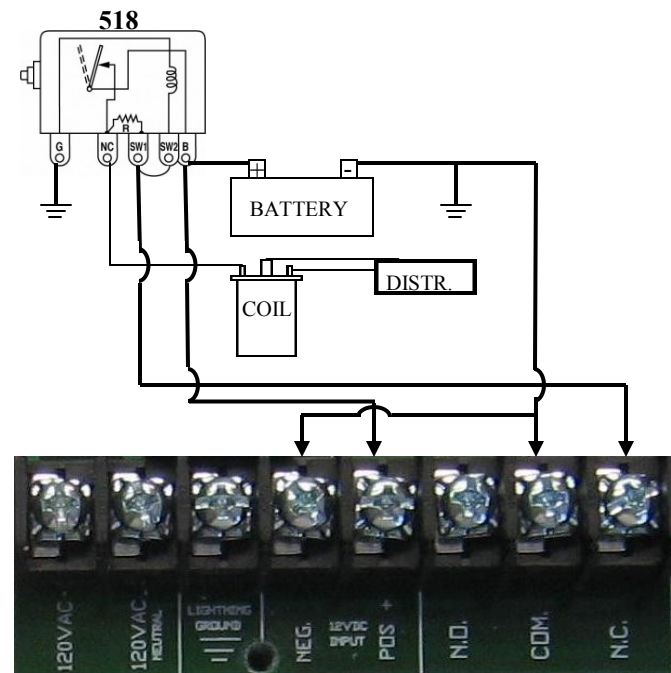 518
R
G NC SW1 SW2 B
+ -
BATTERY
COIL
DISTR.
120VAC
120VAC
NEUTRAL
LIGHTNING
GROUND
NEG.
12VDC
INPUT
POS +
N.O.
COM.
N.C.